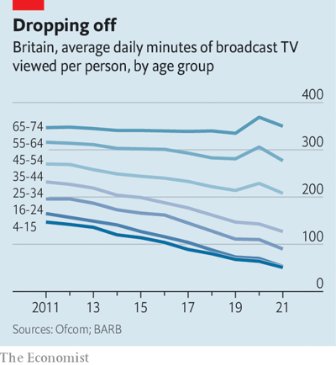 Dropping off
Britain, average daily minutes of broadcast TV
viewed per person, by age group
400
65-74
55-64
300
45-54
35-44
200
25-34
16-24
4-15
100
0
2011 13 15 17 19 21
Sources: Ofcom; BARB
The Economist